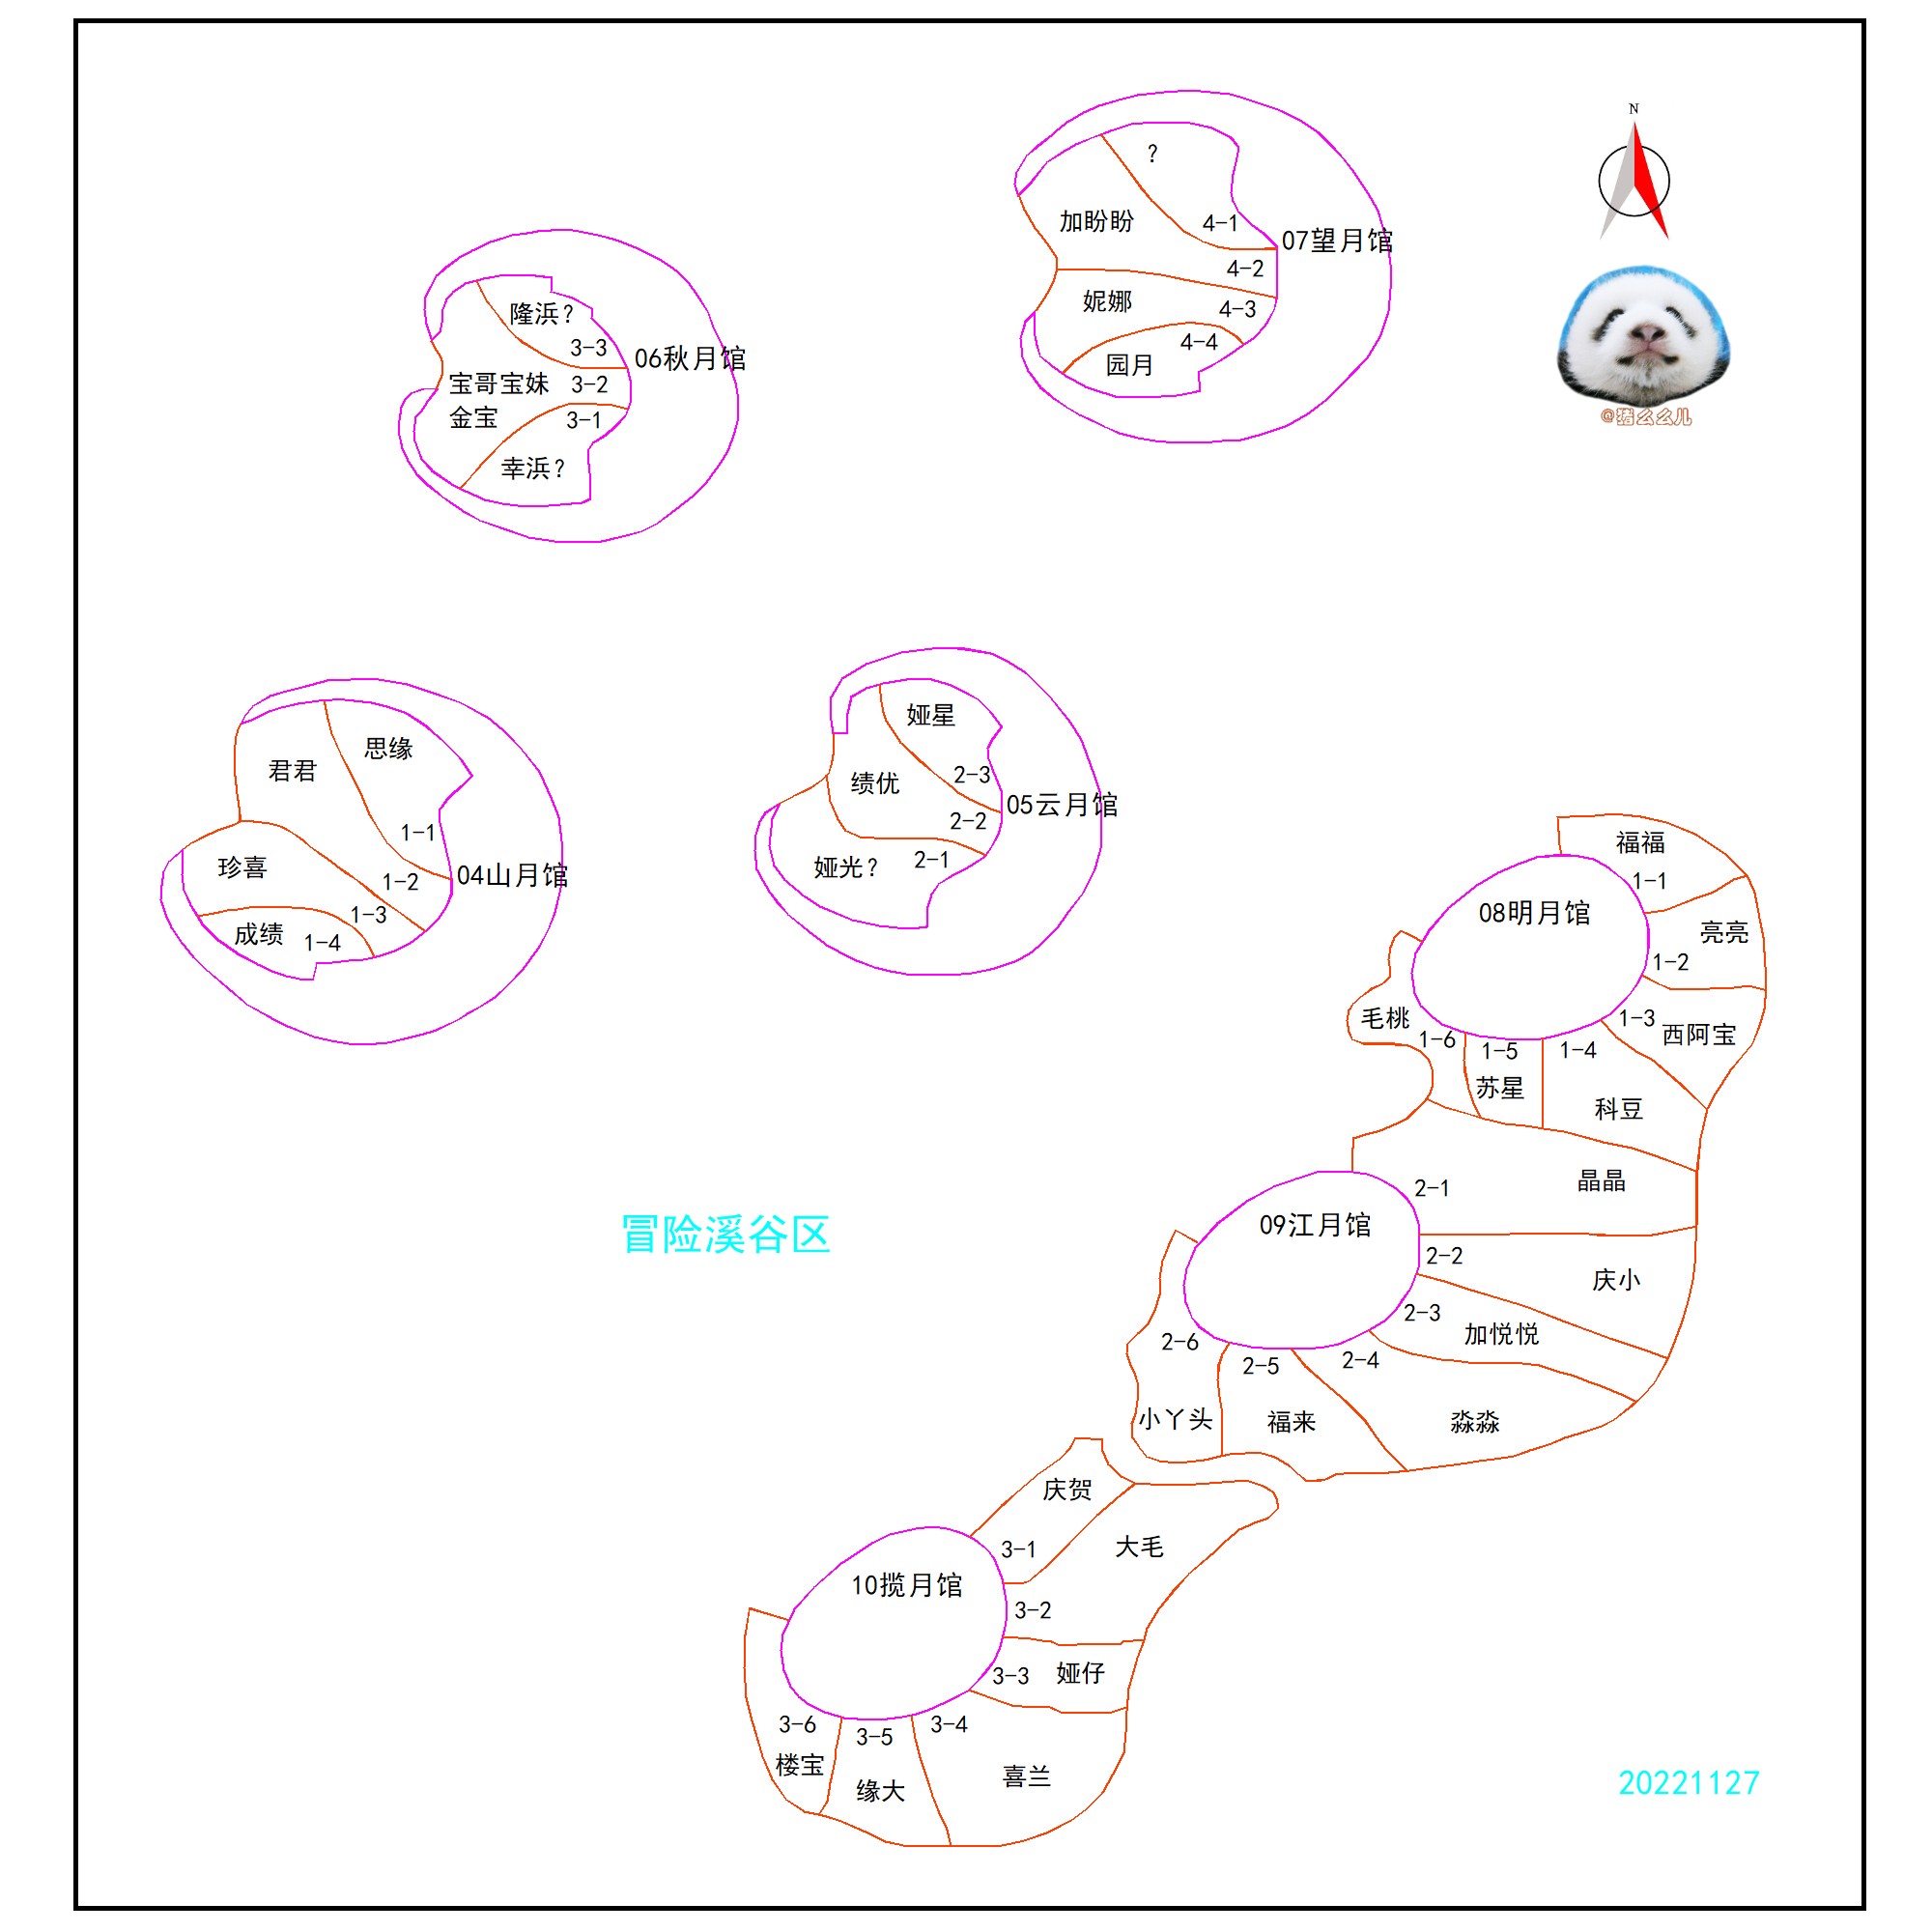 N
@猪么么儿
?
加盼盼
4-1
07望月馆
4-2
妮娜
4-3
4-4
园月
隆浜?
3-3
06秋月馆
宝哥宝妹
3-2
金宝
3-1
幸浜?
君君
思缘
1-1
珍喜
04山月馆
1-2
1-3
成绩
1-4
娅星
绩优
2-3
05云月馆
2-2
娅光?
2-1
福福
1-1
08明月馆
亮亮
1-2
毛桃
1-3
西阿宝
1-6
1-5
1-4
苏星
科豆
晶晶
2-1
09江月馆
2-2
庆小
2-3
加悦悦
2-6
2-5
2-4
小丫头
福来
淼淼
冒险溪谷区
庆贺
3-1
大毛
10揽月馆
3-2
3-3
娅仔
3-6
3-5
3-4
楼宝
缘大
喜兰
20221127